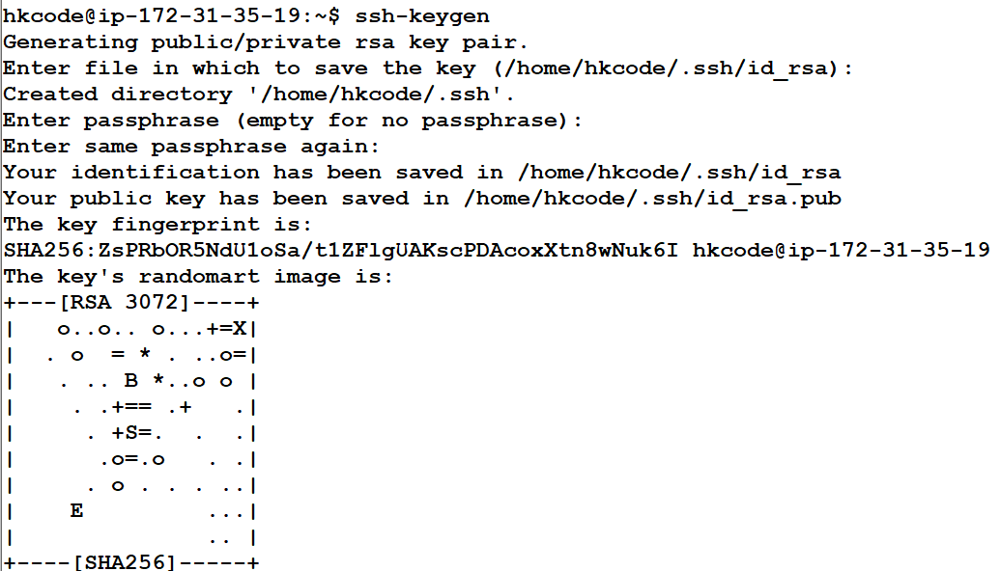 hkcode@ip-172-31-35-19:~$ ssh-keygen
Generating public/private rsa key pair.
Enter file in which to save the key (/home/hkcode/.ssh/id_rsa):
Created directory '/home/hkcode/.ssh'.
Enter passphrase (empty for no passphrase):
Enter same passphrase again:
Your identification has been saved in /home/hkcode/.ssh/id_rsa
Your public key has been saved in /home/hkcode/.ssh/id_rsa.pub
The key fingerprint is:
SHA256:ZsPRbOR5NdU1oSa/t1ZFlgUAKscPDAcoxXtn8wNuk6I hkcode@ip-172-31-35-19
The key's randomart image is:
+---[RSA 3072]----+
|   o..o.. o...+=X|
|  . o  = * . ..o=|
|   . .. B *..o o |
|    . .+== .+   .|
|     . +S=.  .  .|
|      .o=.o   . .|
|     . o . . . ..|
|    E         ...|
|              .. |
+----[SHA256]-----+